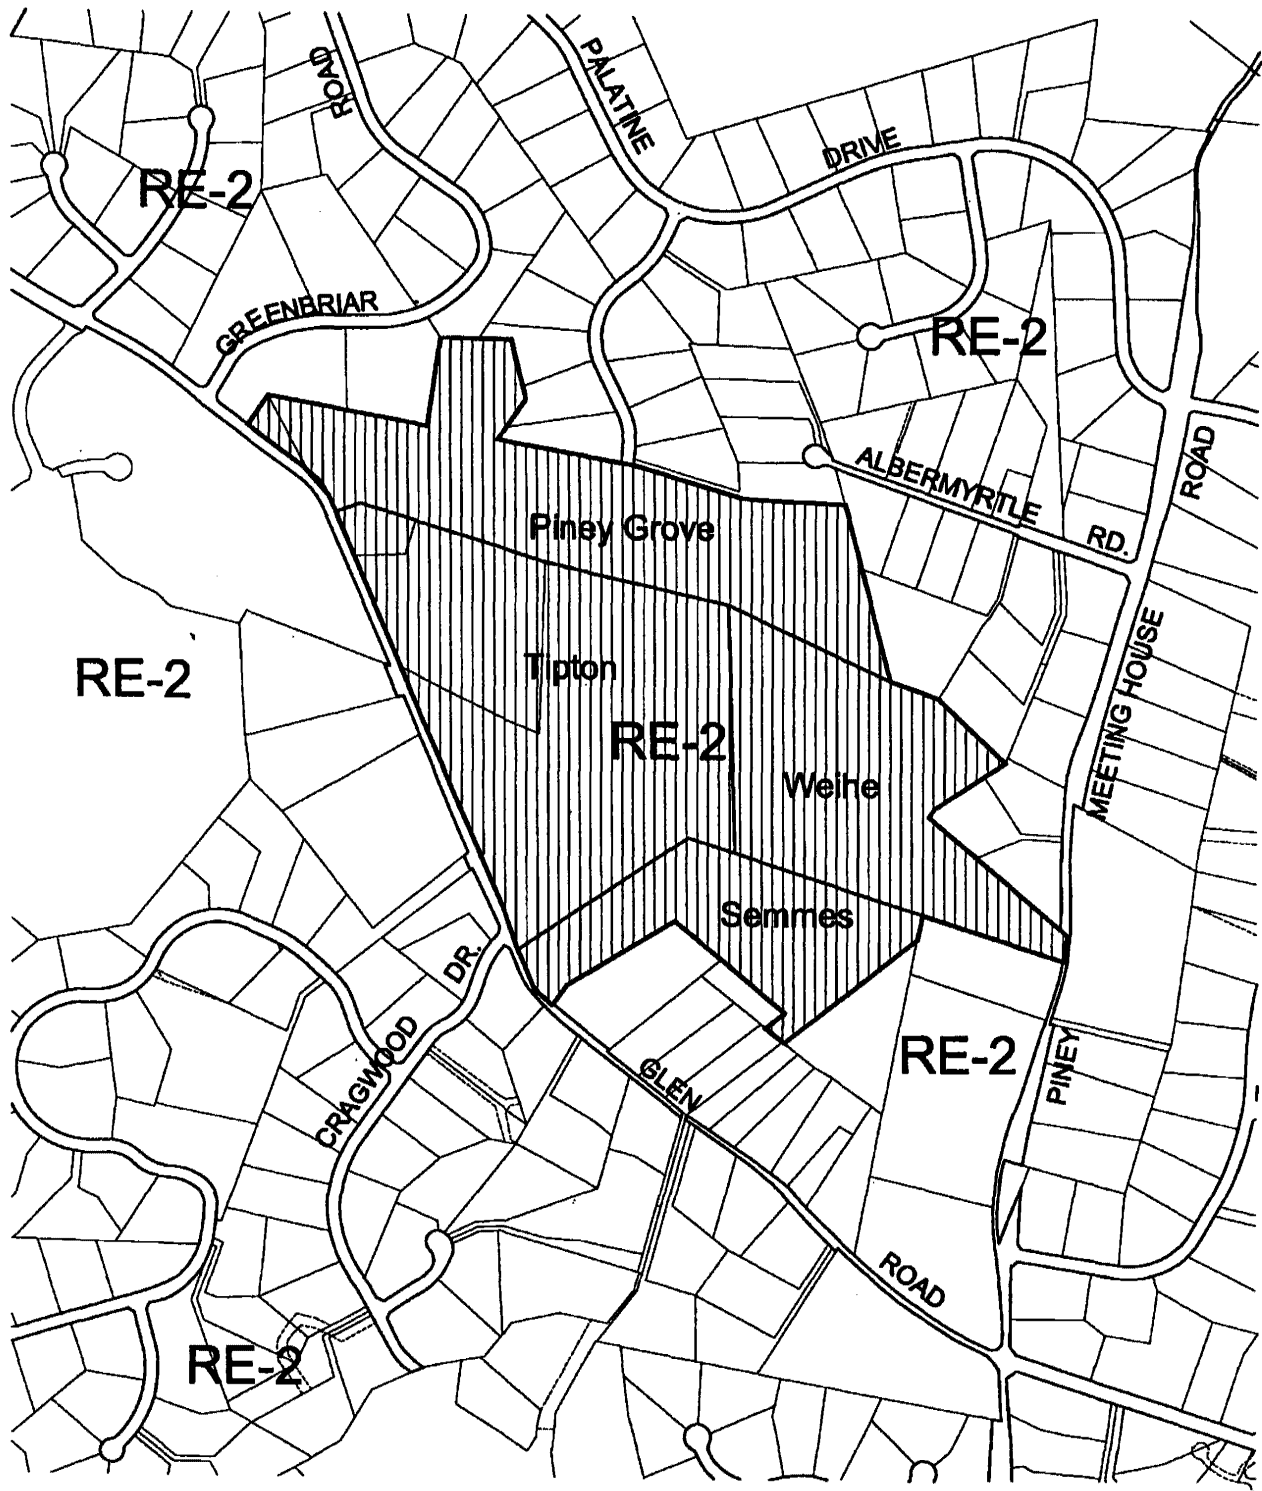 ROAD
PALATINE
DRIVE
RE-2
GREENBRIAR
RE-2
ALBERMYRTLE
RD.
ROAD
Piney Grove
MEETING HOUSE
RE-2
Tipton
RE-2
Weihe
Semmes
DR.
CRAGWOOD
GLEN
RE-2
PINEY
ROAD
RE-2